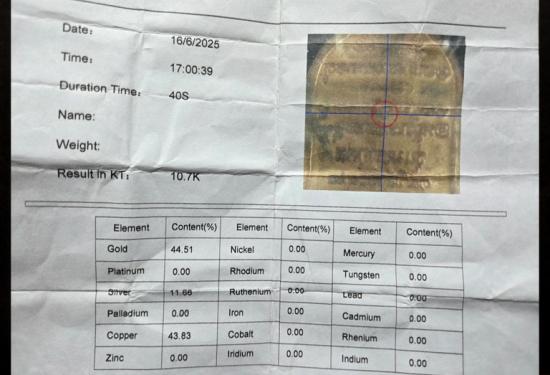 Date: 16/6/2025
Time: 17:00:39
Duration Time: 40S
Name:
Weight:
Result in KT: 10.7K
Element Content(%) Element Content(%) Element Content(%)
Gold 44.51 Nickel 0.00 Mercury 0.00
Platinum 0.00 Rhodium 0.00 Tungsten 0.00
Silver 11.66 Ruthenium 0.00 Lead 0.00
Palladium 0.00 Iron 0.00 Cadmium 0.00
Copper 43.83 Cobalt 0.00 Rhenium 0.00
Zinc 0.00 Iridium 0.00 Indium 0.00